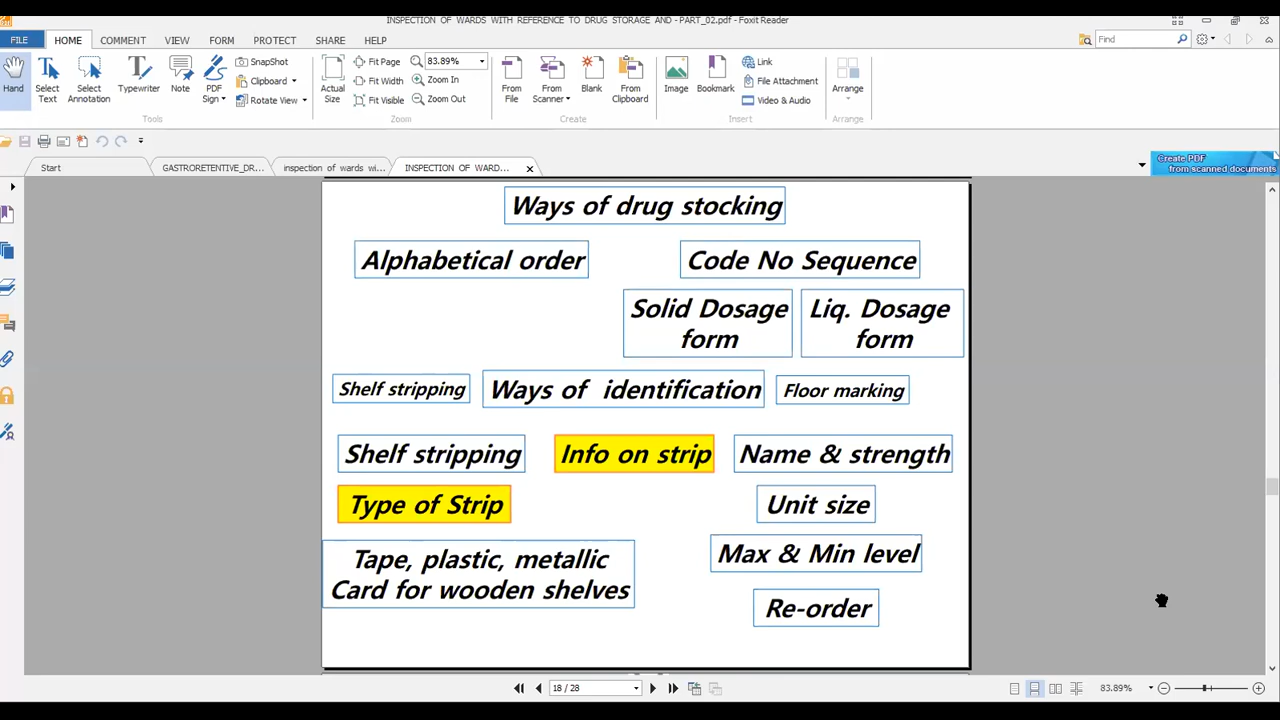 INSPECTION OF WARDS WITH REFERENCE TO DRUG STORAGE AND - PART_02.pdf - Foxit Reader
FILE HOME COMMENT VIEW FORM PROTECT SHARE HELP
Find
Hand
Select Text
Select Annotation
Typewriter
Note
PDF Sign
SnapShot
Clipboard
Rotate View
Tools
Actual Size
Fit Page
Fit Width
Fit Visible
83.89%
Zoom In
Zoom Out
Zoom
From File
From Scanner
Blank
From Clipboard
Create
Image
Bookmark
Link
File Attachment
Video & Audio
Insert
Arrange
Arrange
Start
GASTRORETENTIVE_DR...
inspection of wards wi...
INSPECTION OF WARD...
Create PDF
from scanned documents
Ways of drug stocking
Alphabetical order
Code No Sequence
Solid Dosage
form
Liq. Dosage
form
Shelf stripping
Ways of identification
Floor marking
Shelf stripping
Info on strip
Name & strength
Type of Strip
Unit size
Tape, plastic, metallic
Card for wooden shelves
Max & Min level
Re-order
18 / 28
83.89%